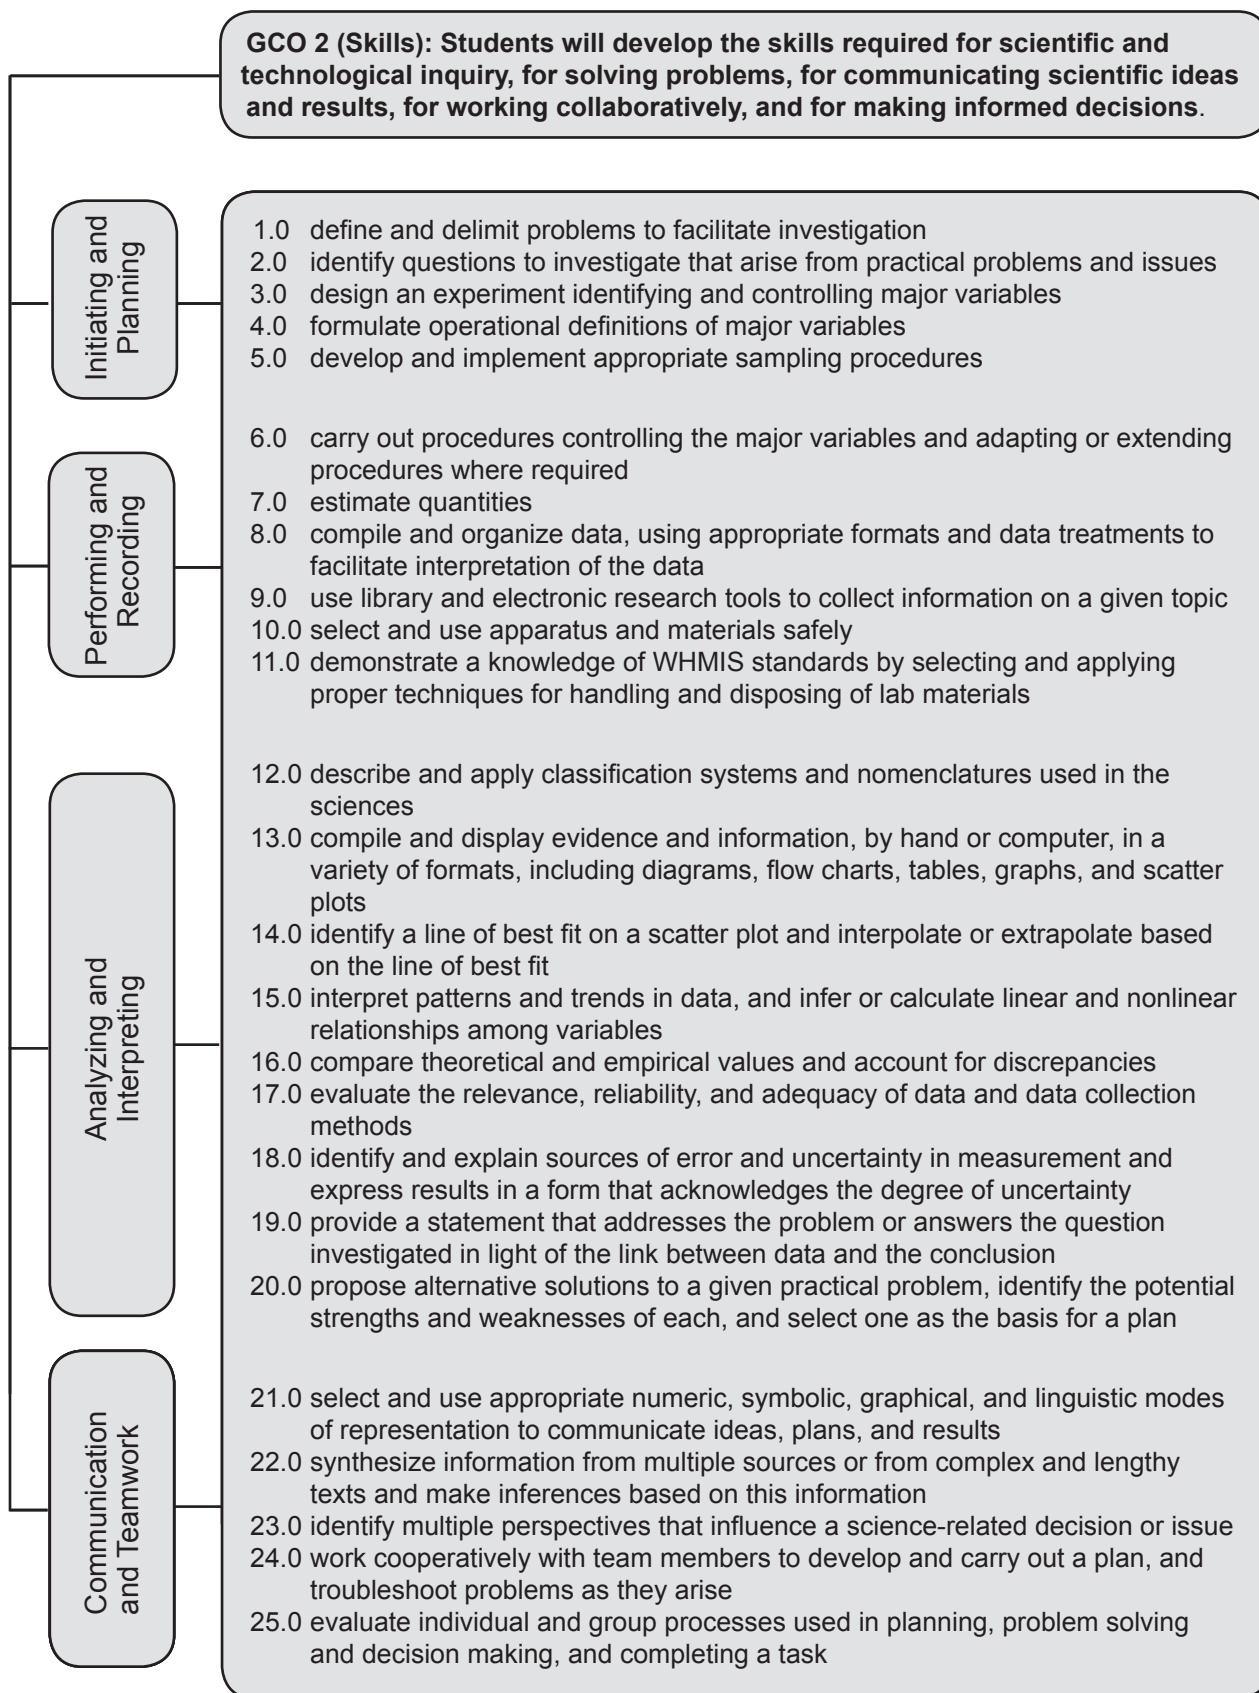 GCO 2 (Skills): Students will develop the skills required for scientific and
technological inquiry, for solving problems, for communicating scientific ideas
and results, for working collaboratively, and for making informed decisions.
Initiating and
Planning
1.0 define and delimit problems to facilitate investigation
2.0 identify questions to investigate that arise from practical problems and issues
3.0 design an experiment identifying and controlling major variables
4.0 formulate operational definitions of major variables
5.0 develop and implement appropriate sampling procedures
Performing and
Recording
6.0 carry out procedures controlling the major variables and adapting or extending
procedures where required
7.0 estimate quantities
8.0 compile and organize data, using appropriate formats and data treatments to
facilitate interpretation of the data
9.0 use library and electronic research tools to collect information on a given topic
10.0 select and use apparatus and materials safely
11.0 demonstrate a knowledge of WHMIS standards by selecting and applying
proper techniques for handling and disposing of lab materials
Analyzing and
Interpreting
12.0 describe and apply classification systems and nomenclatures used in the
sciences
13.0 compile and display evidence and information, by hand or computer, in a
variety of formats, including diagrams, flow charts, tables, graphs, and scatter
plots
14.0 identify a line of best fit on a scatter plot and interpolate or extrapolate based
on the line of best fit
15.0 interpret patterns and trends in data, and infer or calculate linear and nonlinear
relationships among variables
16.0 compare theoretical and empirical values and account for discrepancies
17.0 evaluate the relevance, reliability, and adequacy of data and data collection
methods
18.0 identify and explain sources of error and uncertainty in measurement and
express results in a form that acknowledges the degree of uncertainty
19.0 provide a statement that addresses the problem or answers the question
investigated in light of the link between data and the conclusion
20.0 propose alternative solutions to a given practical problem, identify the potential
strengths and weaknesses of each, and select one as the basis for a plan
Communication
and Teamwork
21.0 select and use appropriate numeric, symbolic, graphical, and linguistic modes
of representation to communicate ideas, plans, and results
22.0 synthesize information from multiple sources or from complex and lengthy
texts and make inferences based on this information
23.0 identify multiple perspectives that influence a science-related decision or issue
24.0 work cooperatively with team members to develop and carry out a plan, and
troubleshoot problems as they arise
25.0 evaluate individual and group processes used in planning, problem solving
and decision making, and completing a task